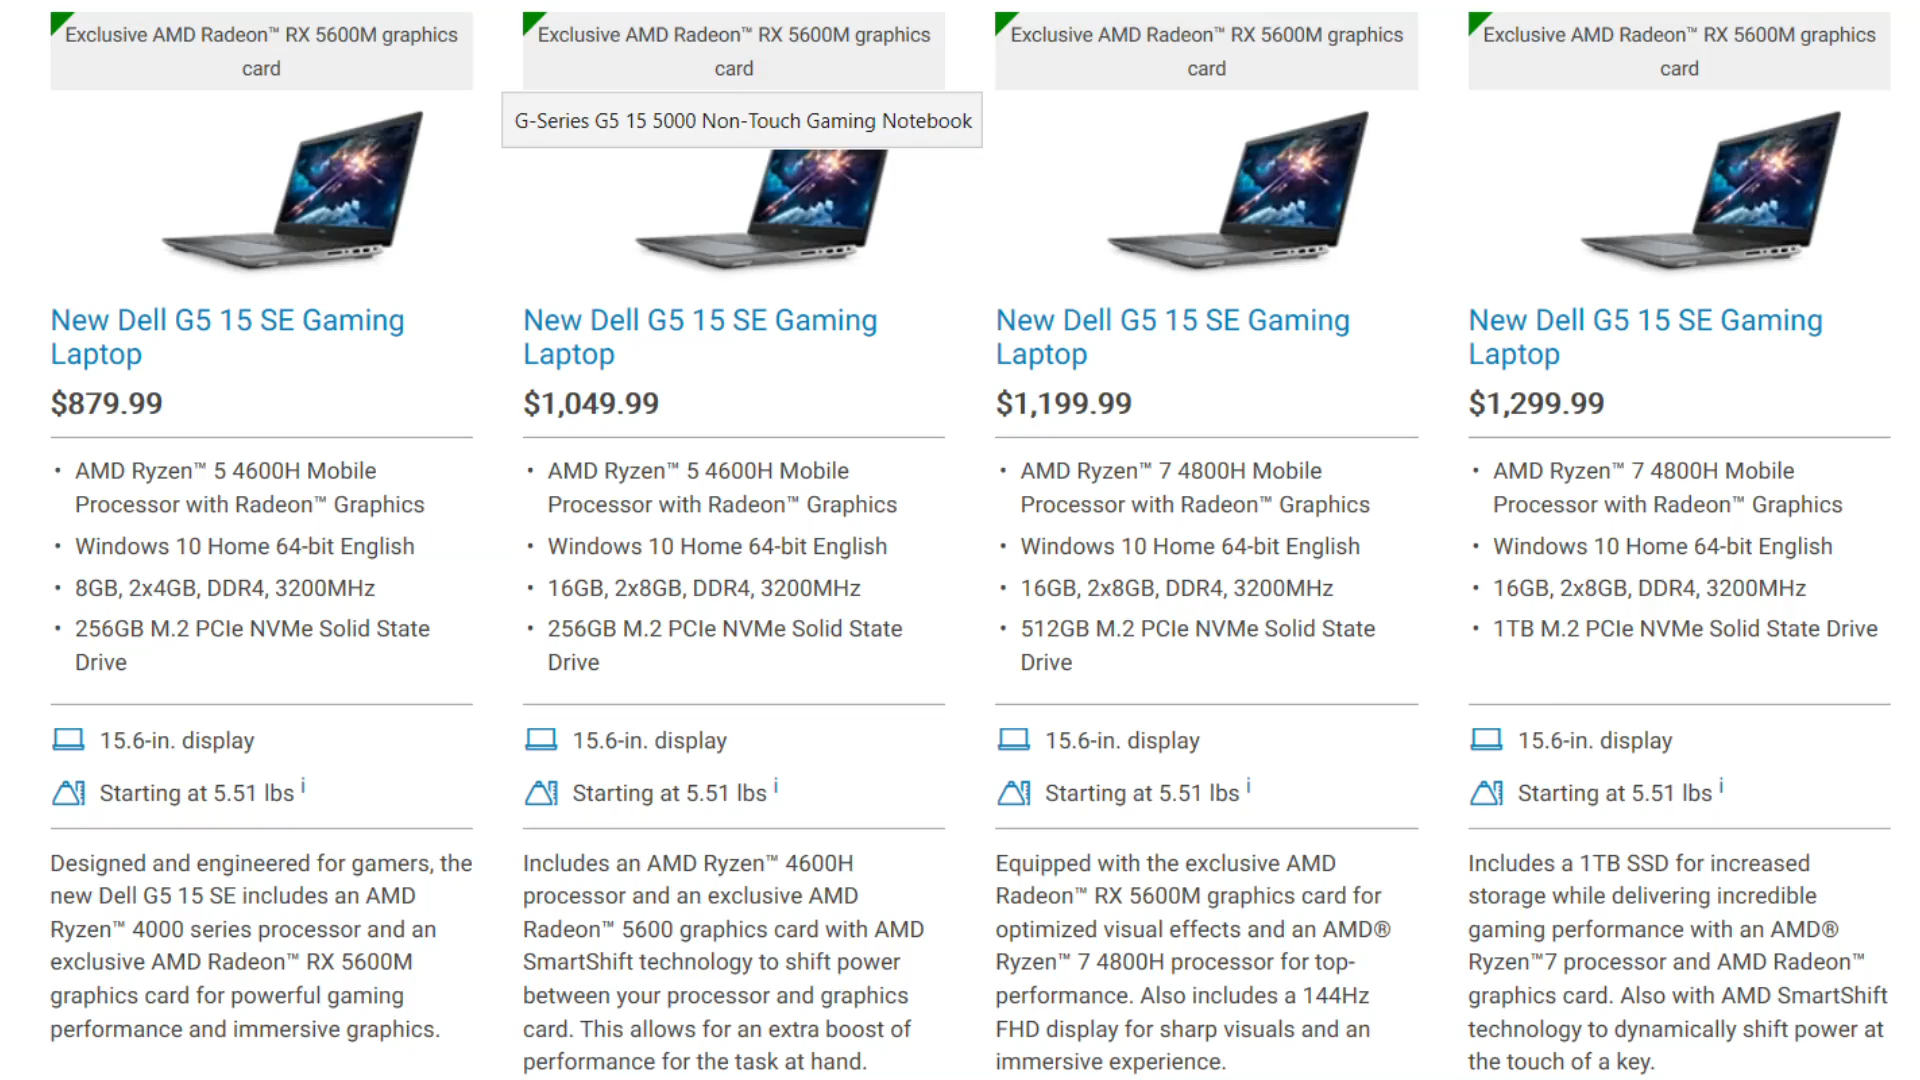 Exclusive AMD Radeon™ RX 5600M graphics
card
New Dell G5 15 SE Gaming
Laptop
$879.99
• AMD Ryzen™ 5 4600H Mobile
Processor with Radeon™ Graphics
• Windows 10 Home 64-bit English
• 8GB, 2x4GB, DDR4, 3200MHz
• 256GB M.2 PCIe NVMe Solid State
Drive
15.6-in. display
Starting at 5.51 lbs i
Designed and engineered for gamers, the
new Dell G5 15 SE includes an AMD
Ryzen™ 4000 series processor and an
exclusive AMD Radeon™ RX 5600M
graphics card for powerful gaming
performance and immersive graphics.
Exclusive AMD Radeon™ RX 5600M graphics
card
G-Series G5 15 5000 Non-Touch Gaming Notebook
New Dell G5 15 SE Gaming
Laptop
$1,049.99
• AMD Ryzen™ 5 4600H Mobile
Processor with Radeon™ Graphics
• Windows 10 Home 64-bit English
• 16GB, 2x8GB, DDR4, 3200MHz
• 256GB M.2 PCIe NVMe Solid State
Drive
15.6-in. display
Starting at 5.51 lbs i
Includes an AMD Ryzen™ 4600H
processor and an exclusive AMD
Radeon™ 5600 graphics card with AMD
SmartShift technology to shift power
between your processor and graphics
card. This allows for an extra boost of
performance for the task at hand.
Exclusive AMD Radeon™ RX 5600M graphics
card
New Dell G5 15 SE Gaming
Laptop
$1,199.99
• AMD Ryzen™ 7 4800H Mobile
Processor with Radeon™ Graphics
• Windows 10 Home 64-bit English
• 16GB, 2x8GB, DDR4, 3200MHz
• 512GB M.2 PCIe NVMe Solid State
Drive
15.6-in. display
Starting at 5.51 lbs i
Equipped with the exclusive AMD
Radeon™ RX 5600M graphics card for
optimized visual effects and an AMD®
Ryzen™ 7 4800H processor for top-
performance. Also includes a 144Hz
FHD display for sharp visuals and an
immersive experience.
Exclusive AMD Radeon™ RX 5600M graphics
card
New Dell G5 15 SE Gaming
Laptop
$1,299.99
• AMD Ryzen™ 7 4800H Mobile
Processor with Radeon™ Graphics
• Windows 10 Home 64-bit English
• 16GB, 2x8GB, DDR4, 3200MHz
• 1TB M.2 PCIe NVMe Solid State Drive
15.6-in. display
Starting at 5.51 lbs i
Includes a 1TB SSD for increased
storage while delivering incredible
gaming performance with an AMD®
Ryzen™7 processor and AMD Radeon™
graphics card. Also with AMD SmartShift
technology to dynamically shift power at
the touch of a key.